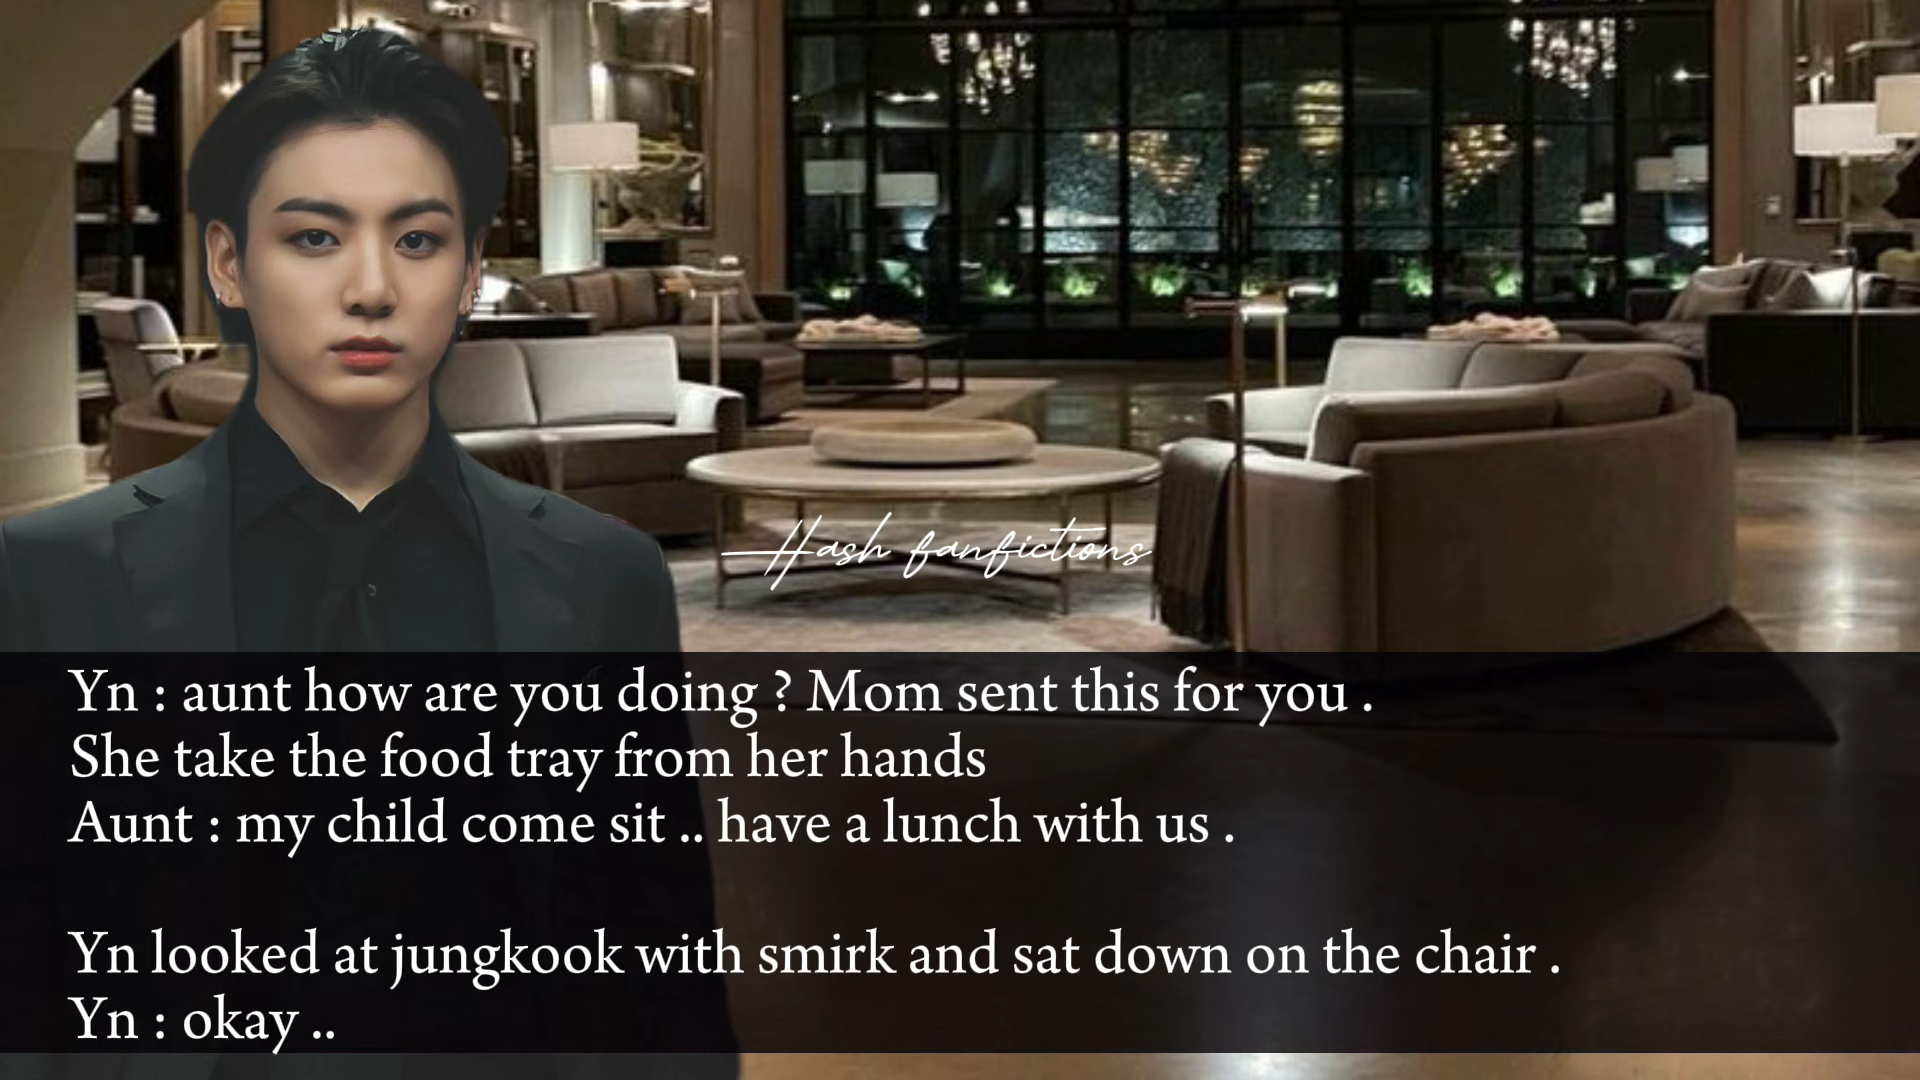 Hash fanfictions
Yn : aunt how are you doing ? Mom sent this for you .
She take the food tray from her hands
Aunt : my child come sit .. have a lunch with us .
Yn looked at jungkook with smirk and sat down on the chair .
Yn : okay ..